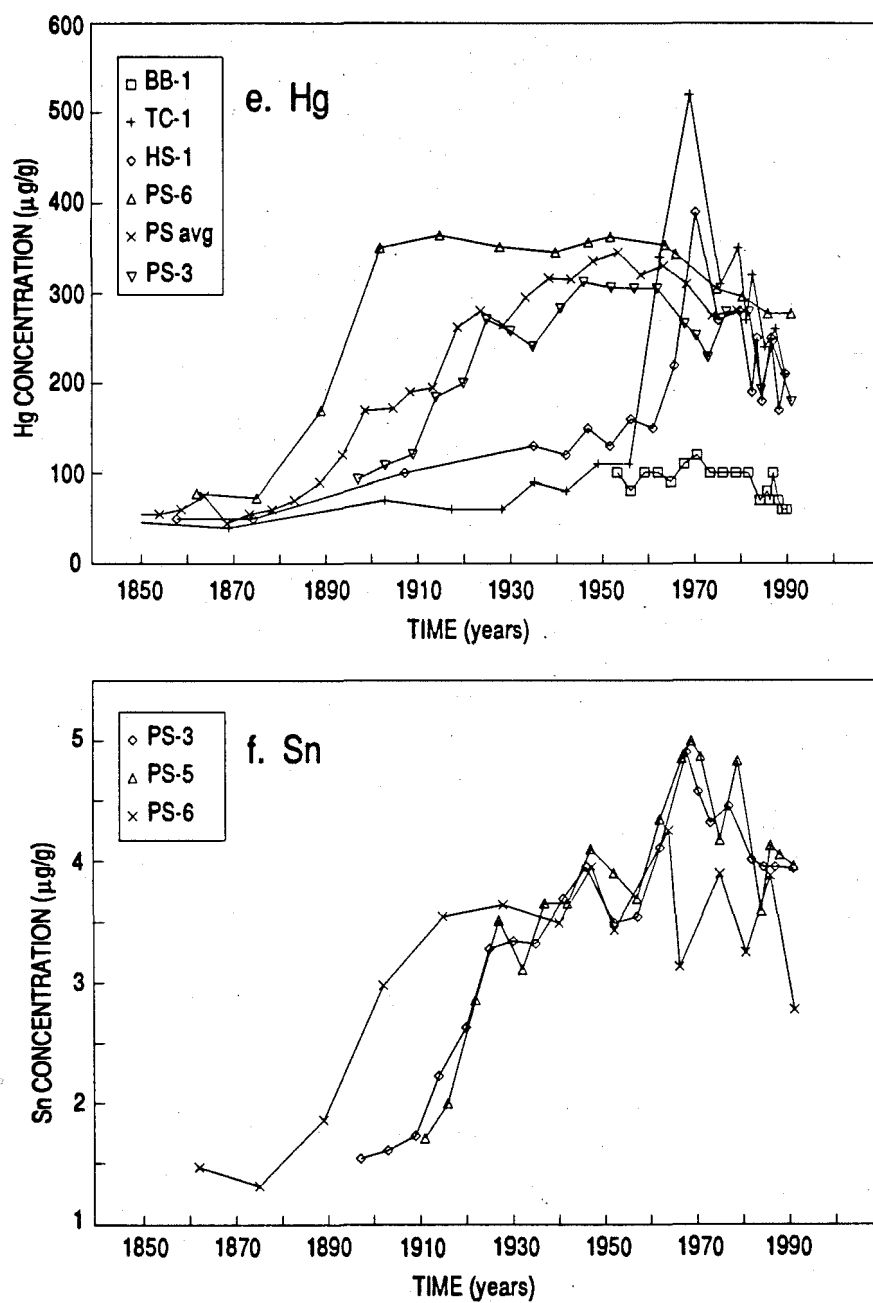 e. Hg
BB-1
TC-1
HS-1
PS-6
PS avg
PS-3
Hg CONCENTRATION (µg/g)
600
500
400
300
200
100
0
1850 1870 1890 1910 1930 1950 1970 1990
TIME (years)
f. Sn
PS-3
PS-5
PS-6
Sn CONCENTRATION (µg/g)
5
4
3
2
1
1850 1870 1890 1910 1930 1950 1970 1990
TIME (years)